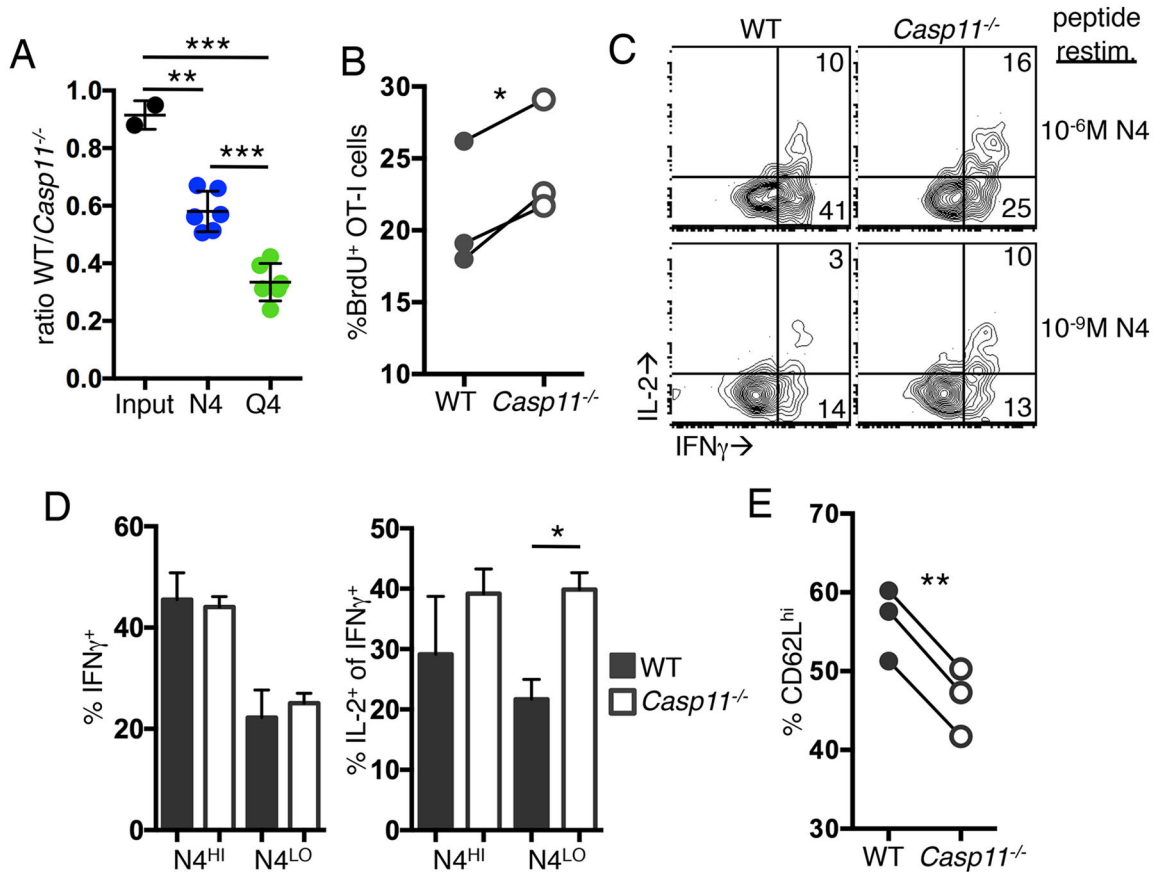 A
***
**
***
ratio WT/Casp11-/-
1.0
0.8
0.6
0.4
0.2
0.0
Input N4 Q4
B
*
%BrdU+ OT-I cells
30
25
20
15
10
WT Casp11-/-
C
WT Casp11-/- peptide
restim.
10 16
10-6M N4
41 25
3 10
10-9M N4
14 13
IL-2→
IFNγ→
D
% IFNγ+
60
40
20
0
N4HI N4LO
*
% IL-2+ of IFNγ+
50
40
30
20
10
0
N4HI N4LO
WT
Casp11-/-
E
**
% CD62Lhi
70
60
50
40
30
WT Casp11-/-